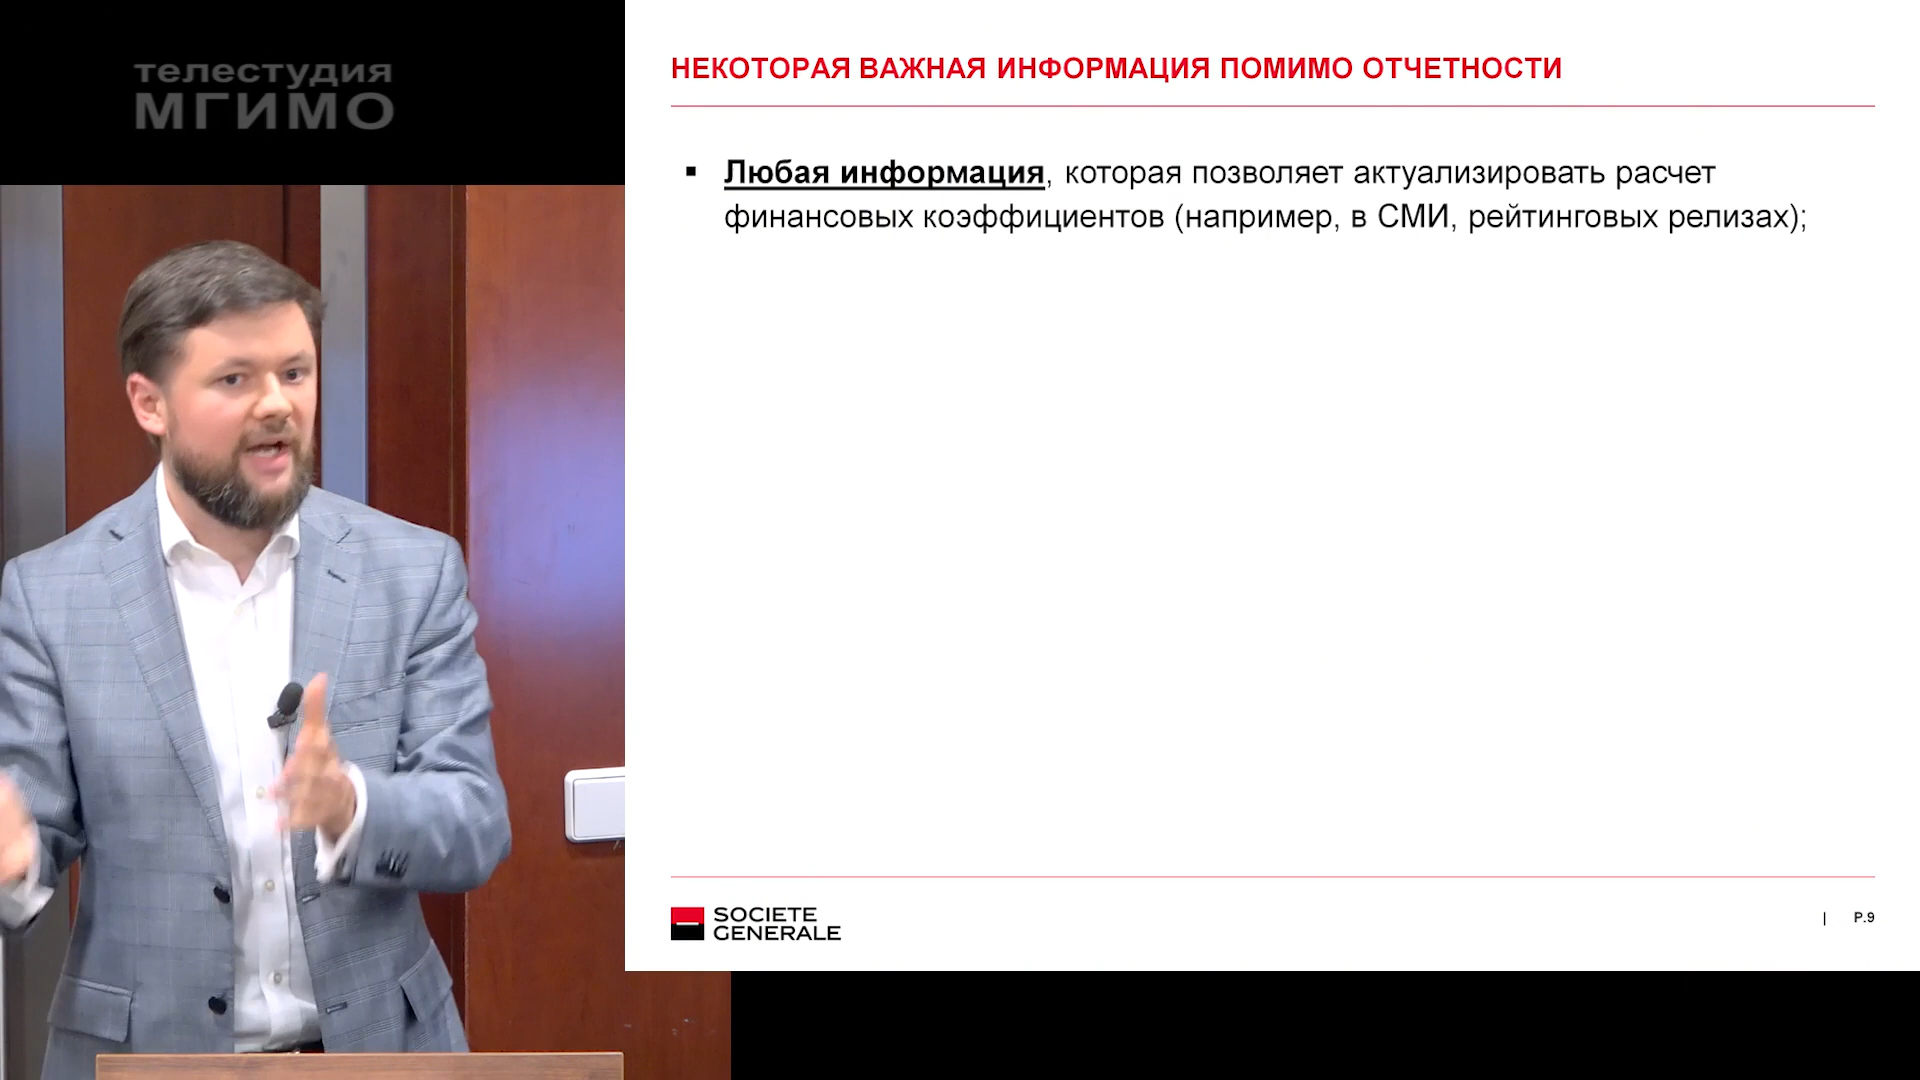 телестудия
МГИМО
НЕКОТОРАЯ ВАЖНАЯ ИНФОРМАЦИЯ ПОМИМО ОТЧЕТНОСТИ
▪ Любая информация, которая позволяет актуализировать расчет
финансовых коэффициентов (например, в СМИ, рейтинговых релизах);
SOCIETE
GENERALE
| P.9